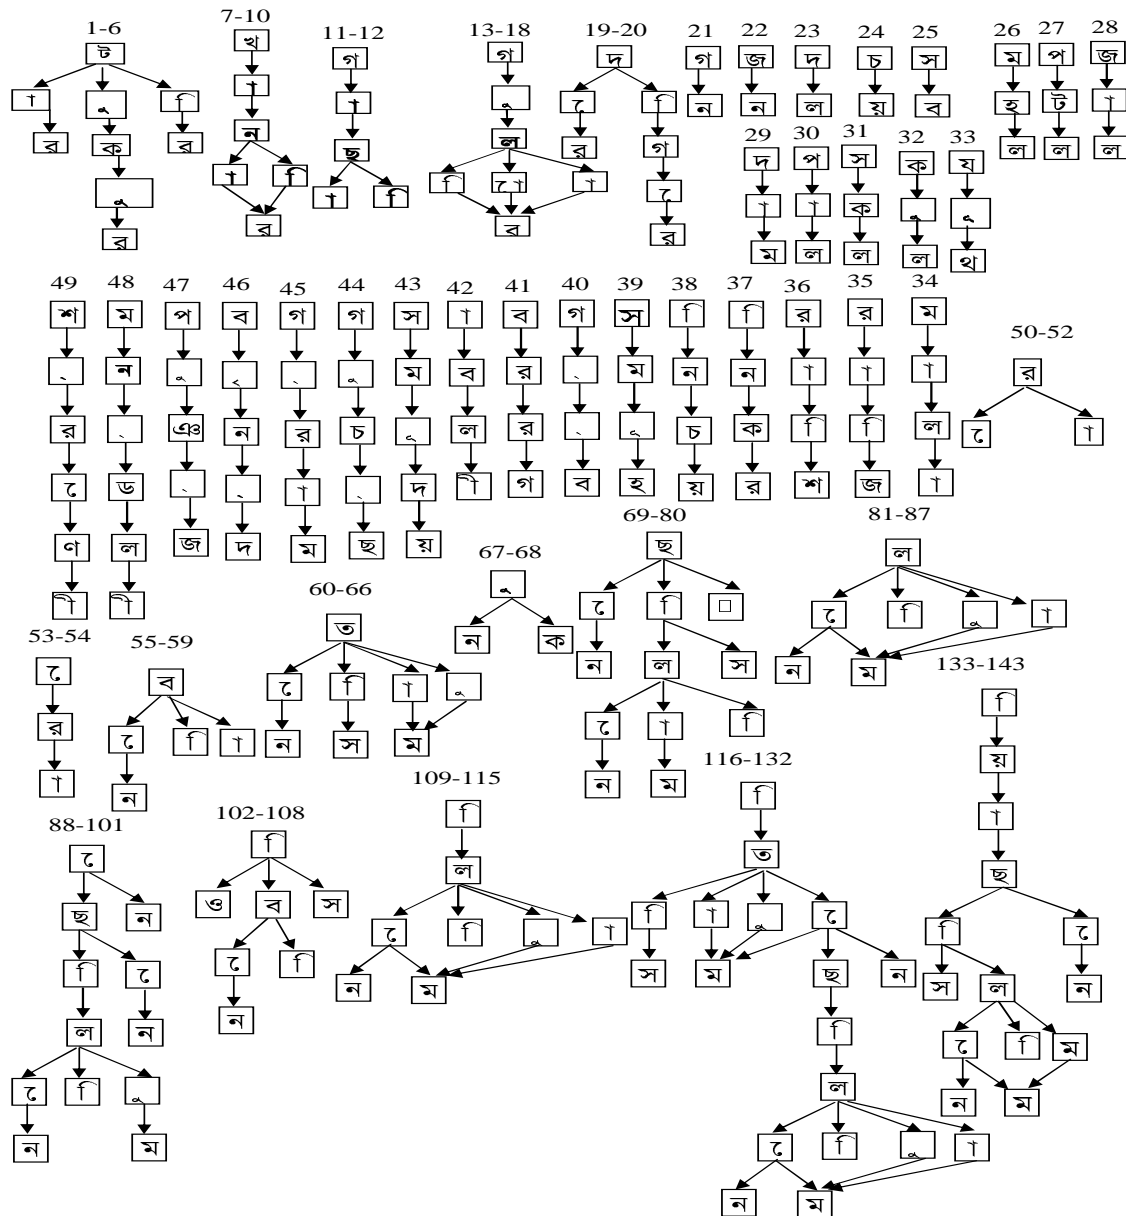 1-6 7-10 11-12 13-18 19-20 21 22 23 24 25 26 27 28
ট খ গ গ দ গ জ দ চ স ম প জ
া ু ি া া ু ে ি ন ন ল য় ব হ ট া
র ক র ন ছ ল র গ ল ল ল
ু া ি া ি ি ো া ে
র র র র
29 30 31 32 33
দ প স ক য
া া ক ু ূ
ম ল ল ল থ
49 48 47 46 45 44 43 42 41 40 39 38 37 36 35 34
শ ম প ব গ গ স া ব গ স ি ি র র ম
্ ন ু ৃ ্ ু ম ব র ্ ম ন ন া া া
র ্ ঞ্চ ন র চ ূ ল র ্ ূ চ ক ি ি ল
ে ড ্ ্ া ্ দ ী গ ব হ য় র শ জ া
ণ ল জ দ ম ছ য়
ী ী
50-52
র
ে া
53-54 55-59 60-66 67-68 69-80 81-87
ে ব ত ু ছ ল
র ে ি া ে ি া ু ন ক ে ি ে ি ু া
া ন ন স ম ন ল স ন ম
ে া ি
ন ম
88-101 102-108 109-115 116-132 133-143
ে ি ি ি ি
ছ ন ও ব স ল ত য়
ি ে ে ি ে ি ু া ি া ু ে া
ল ন ন ন ম স ম ছ ন ছ
ে ি ু ি ি ে
ন ম ল স ল ন
ে ি ু া ে ি ম
ন ম ন ম